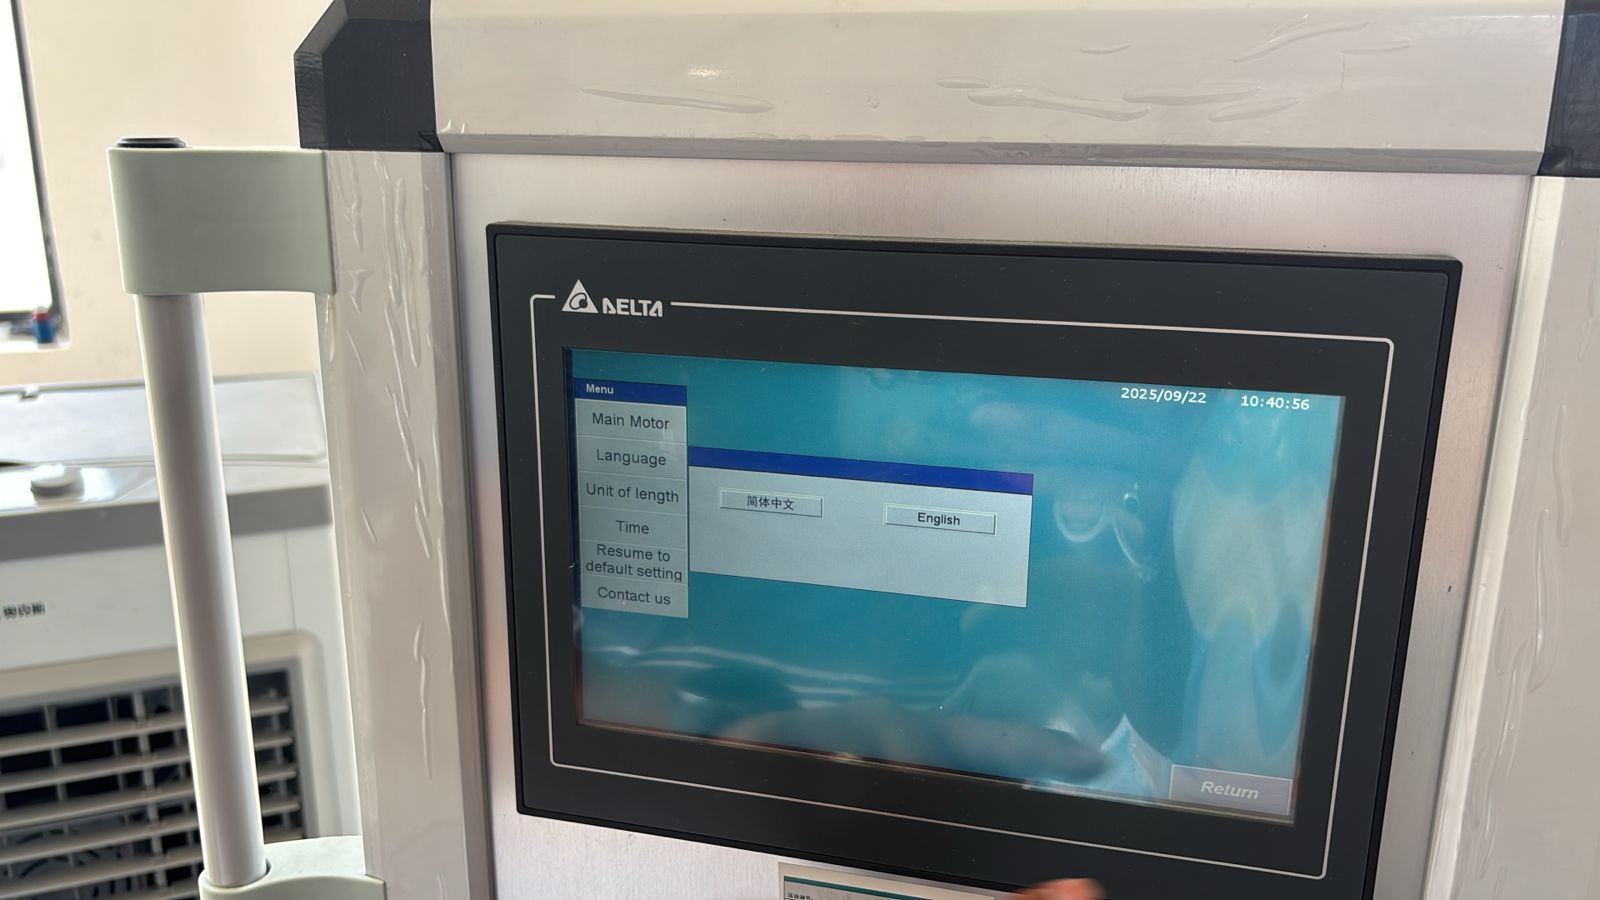 DELTA
2025/09/22 10:40:56
Menu
Main Motor
Language
Unit of length
Time
Resume to
default setting
Contact us
简体中文
English
Return